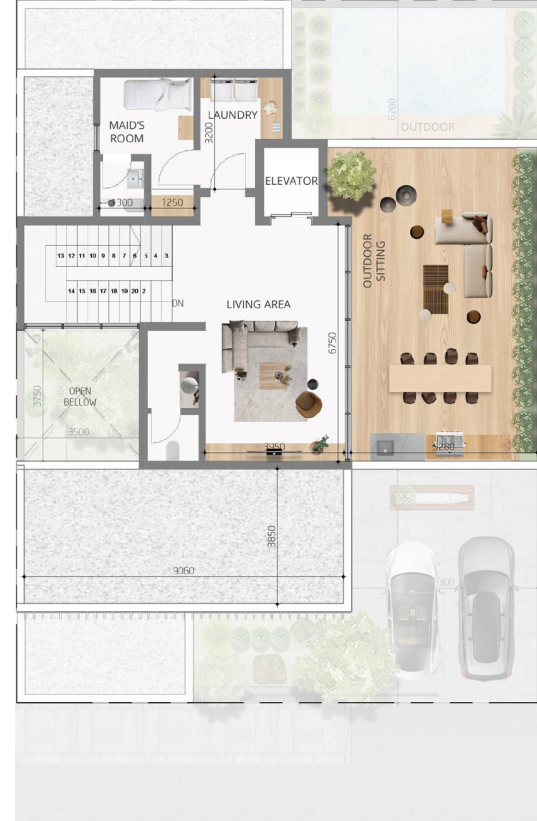 6200
OUTDOOR
MAID'S
ROOM
LAUNDRY
3200
ELEVATOR
1250
OUTDOOR
SITTING
13 12 11 10 9 8 7 6 5 4 3
14 15 16 17 18 19 20 2
DN
LIVING AREA
6750
OPEN
BELLOW
3750
3500
5280
3850
9060